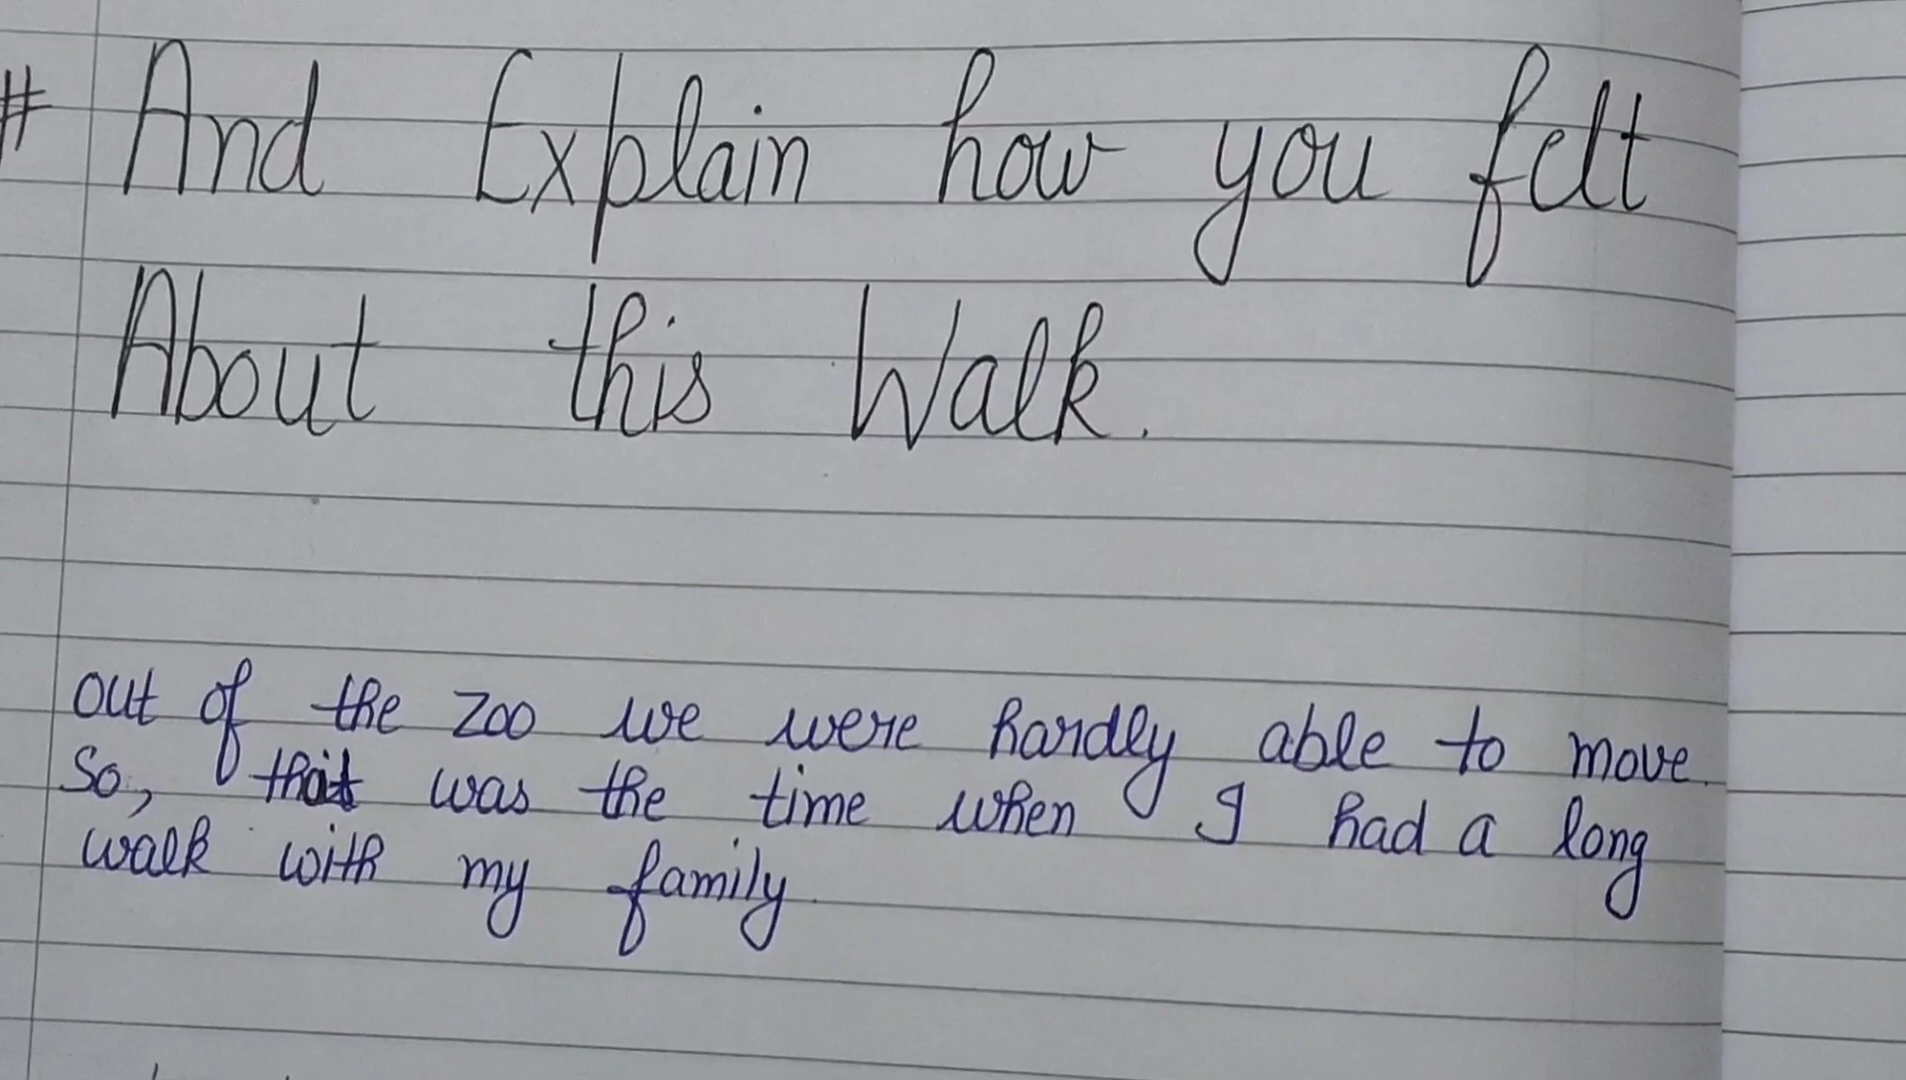 # And Explain how you felt
About this Walk.
out of the zoo we were hardly able to move.
So, that was the time when I had a long
walk with my family.